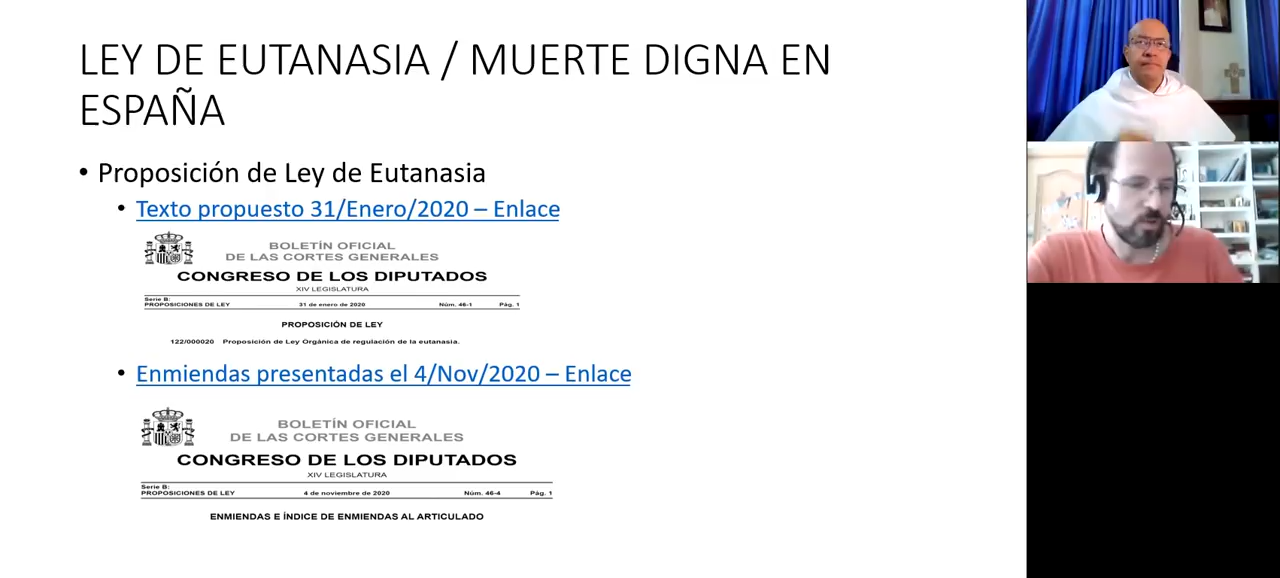 LEY DE EUTANASIA / MUERTE DIGNA EN
ESPAÑA
• Proposición de Ley de Eutanasia
• Texto propuesto 31/Enero/2020 – Enlace
BOLETÍN OFICIAL
DE LAS CORTES GENERALES
CONGRESO DE LOS DIPUTADOS
XIV LEGISLATURA
Serie B:
PROPOSICIONES DE LEY 31 de enero de 2020 Núm. 46-1 Pág. 1
PROPOSICIÓN DE LEY
122/000020 Proposición de Ley Orgánica de regulación de la eutanasia.
• Enmiendas presentadas el 4/Nov/2020 – Enlace
BOLETÍN OFICIAL
DE LAS CORTES GENERALES
CONGRESO DE LOS DIPUTADOS
XIV LEGISLATURA
Serie B:
PROPOSICIONES DE LEY 4 de noviembre de 2020 Núm. 46-4 Pág. 1
ENMIENDAS E ÍNDICE DE ENMIENDAS AL ARTICULADO